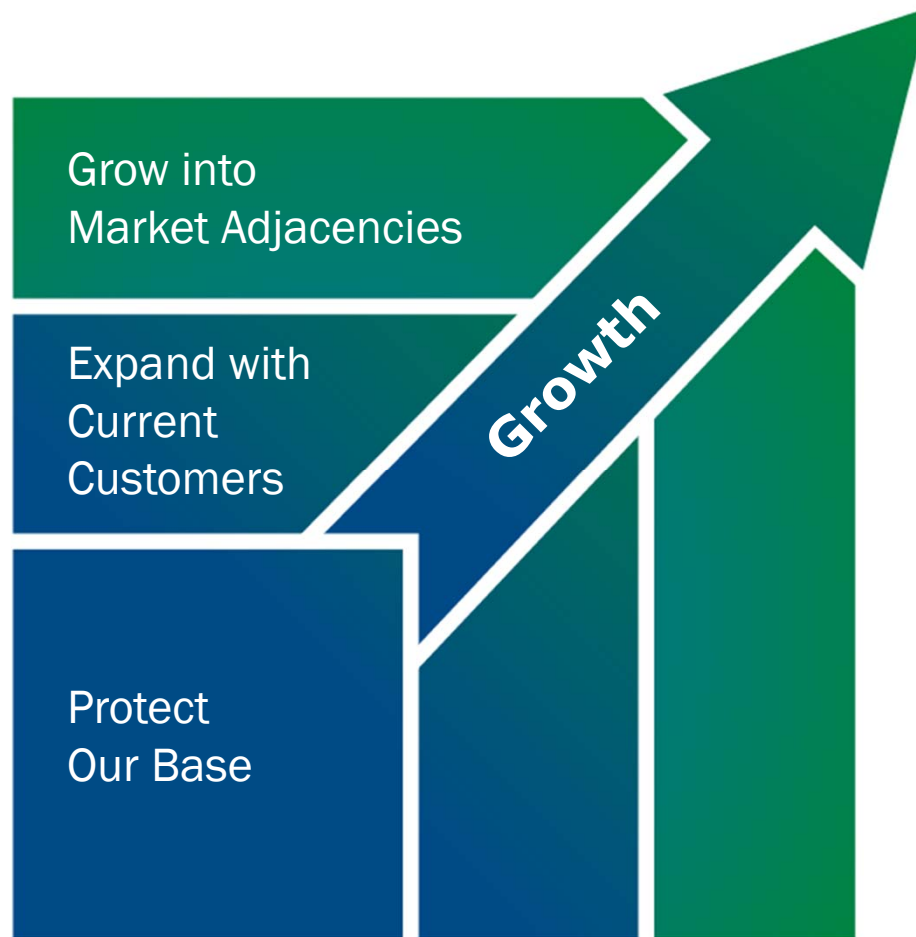 Grow into
Market Adjacencies
Growth
Expand with
Current
Customers
Protect
Our Base